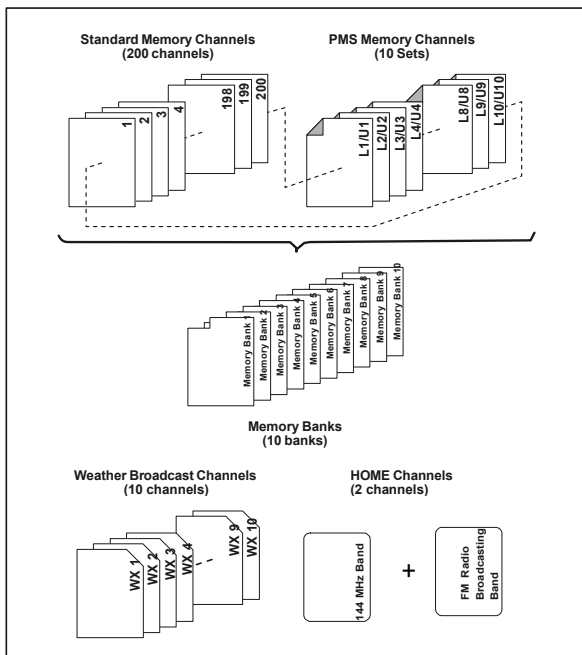 Standard Memory Channels
(200 channels)
PMS Memory Channels
(10 Sets)
1
2
3
4
198
199
200
L1/U1
L2/U2
L3/U3
L4/U4
L8/U8
L9/U9
L10/U10
Memory Bank 1
Memory Bank 2
Memory Bank 3
Memory Bank 4
Memory Bank 5
Memory Bank 6
Memory Bank 7
Memory Bank 8
Memory Bank 9
Memory Bank 10
Memory Banks
(10 banks)
Weather Broadcast Channels
(10 channels)
HOME Channels
(2 channels)
WX 1
WX 2
WX 3
WX 4
WX 9
WX 10
144 MHz Band
+
FM Radio
Broadcasting
Band